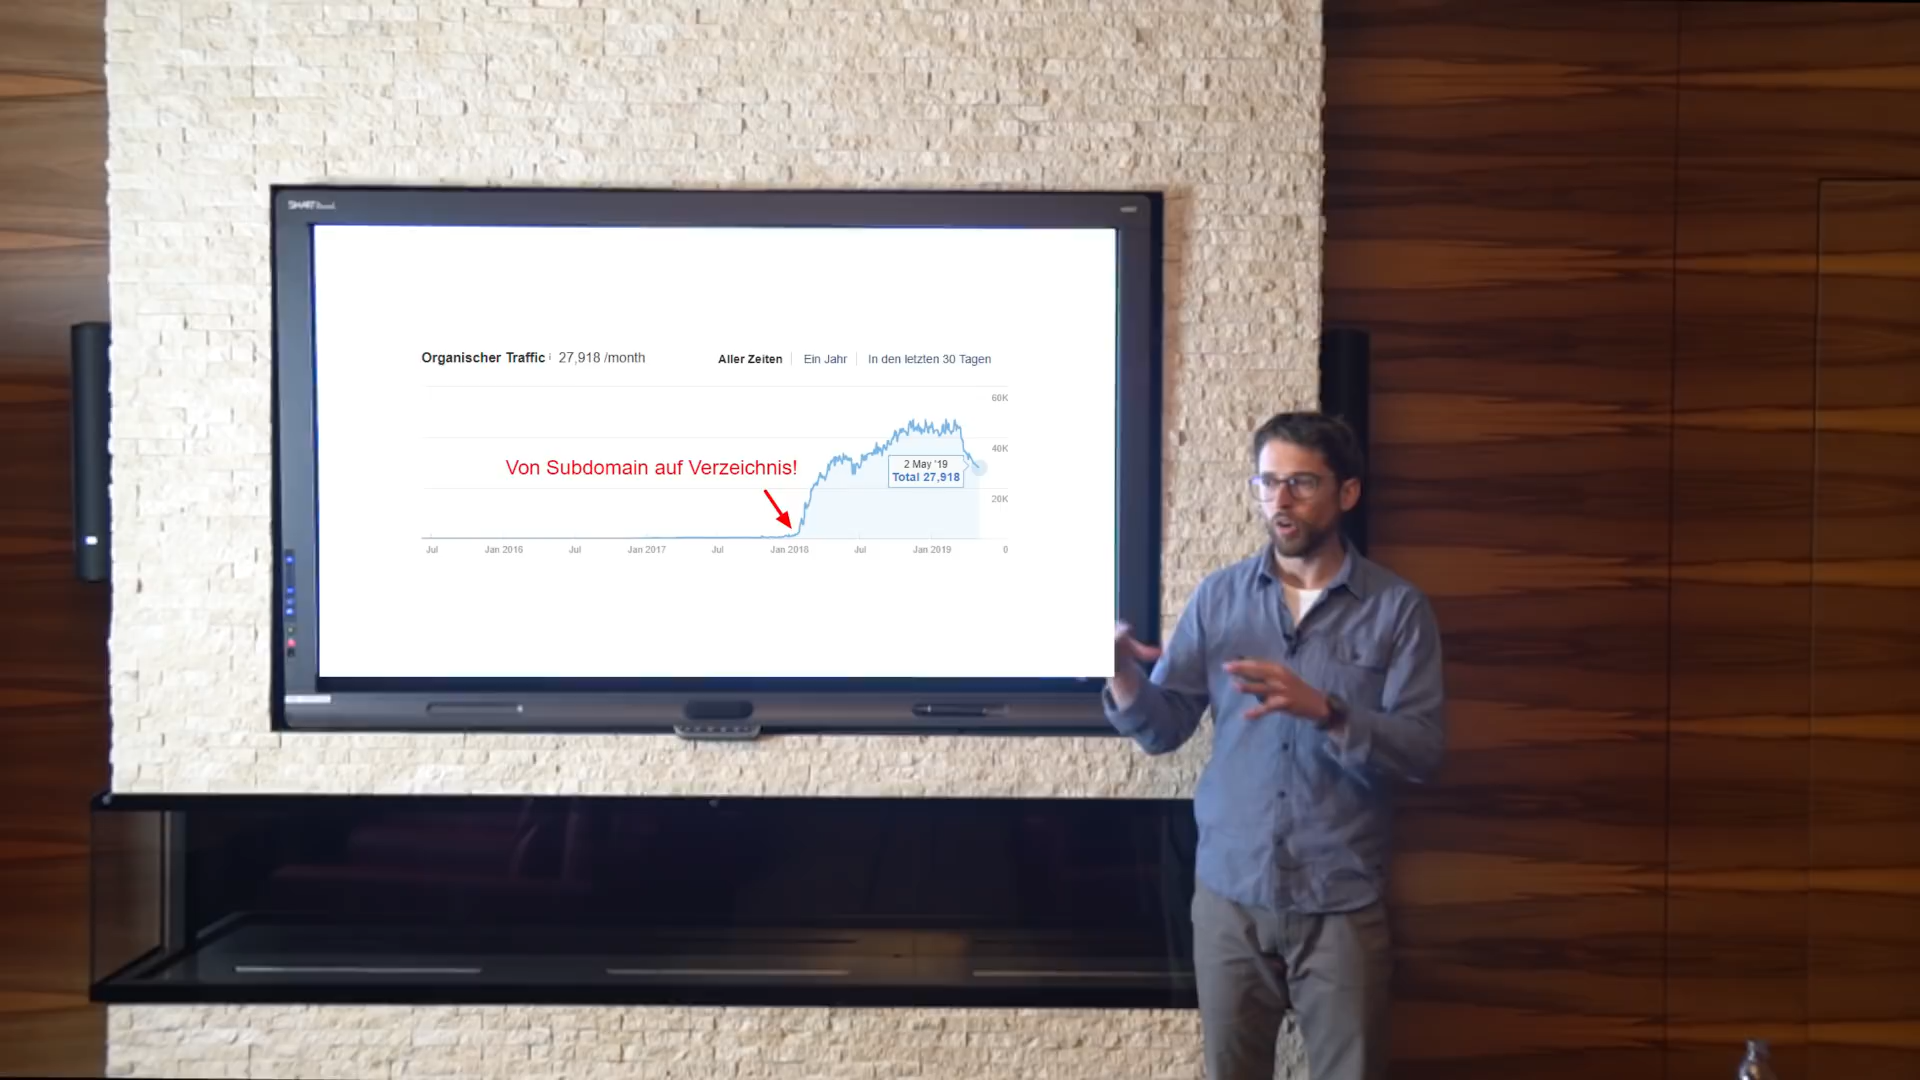 SMART Board
Organischer Traffic i 27,918 /month
Aller Zeiten Ein Jahr In den letzten 30 Tagen
60K
40K
Von Subdomain auf Verzeichnis!
2 May '19
Total 27,918
20K
Jul Jan 2016 Jul Jan 2017 Jul Jan 2018 Jul Jan 2019 0